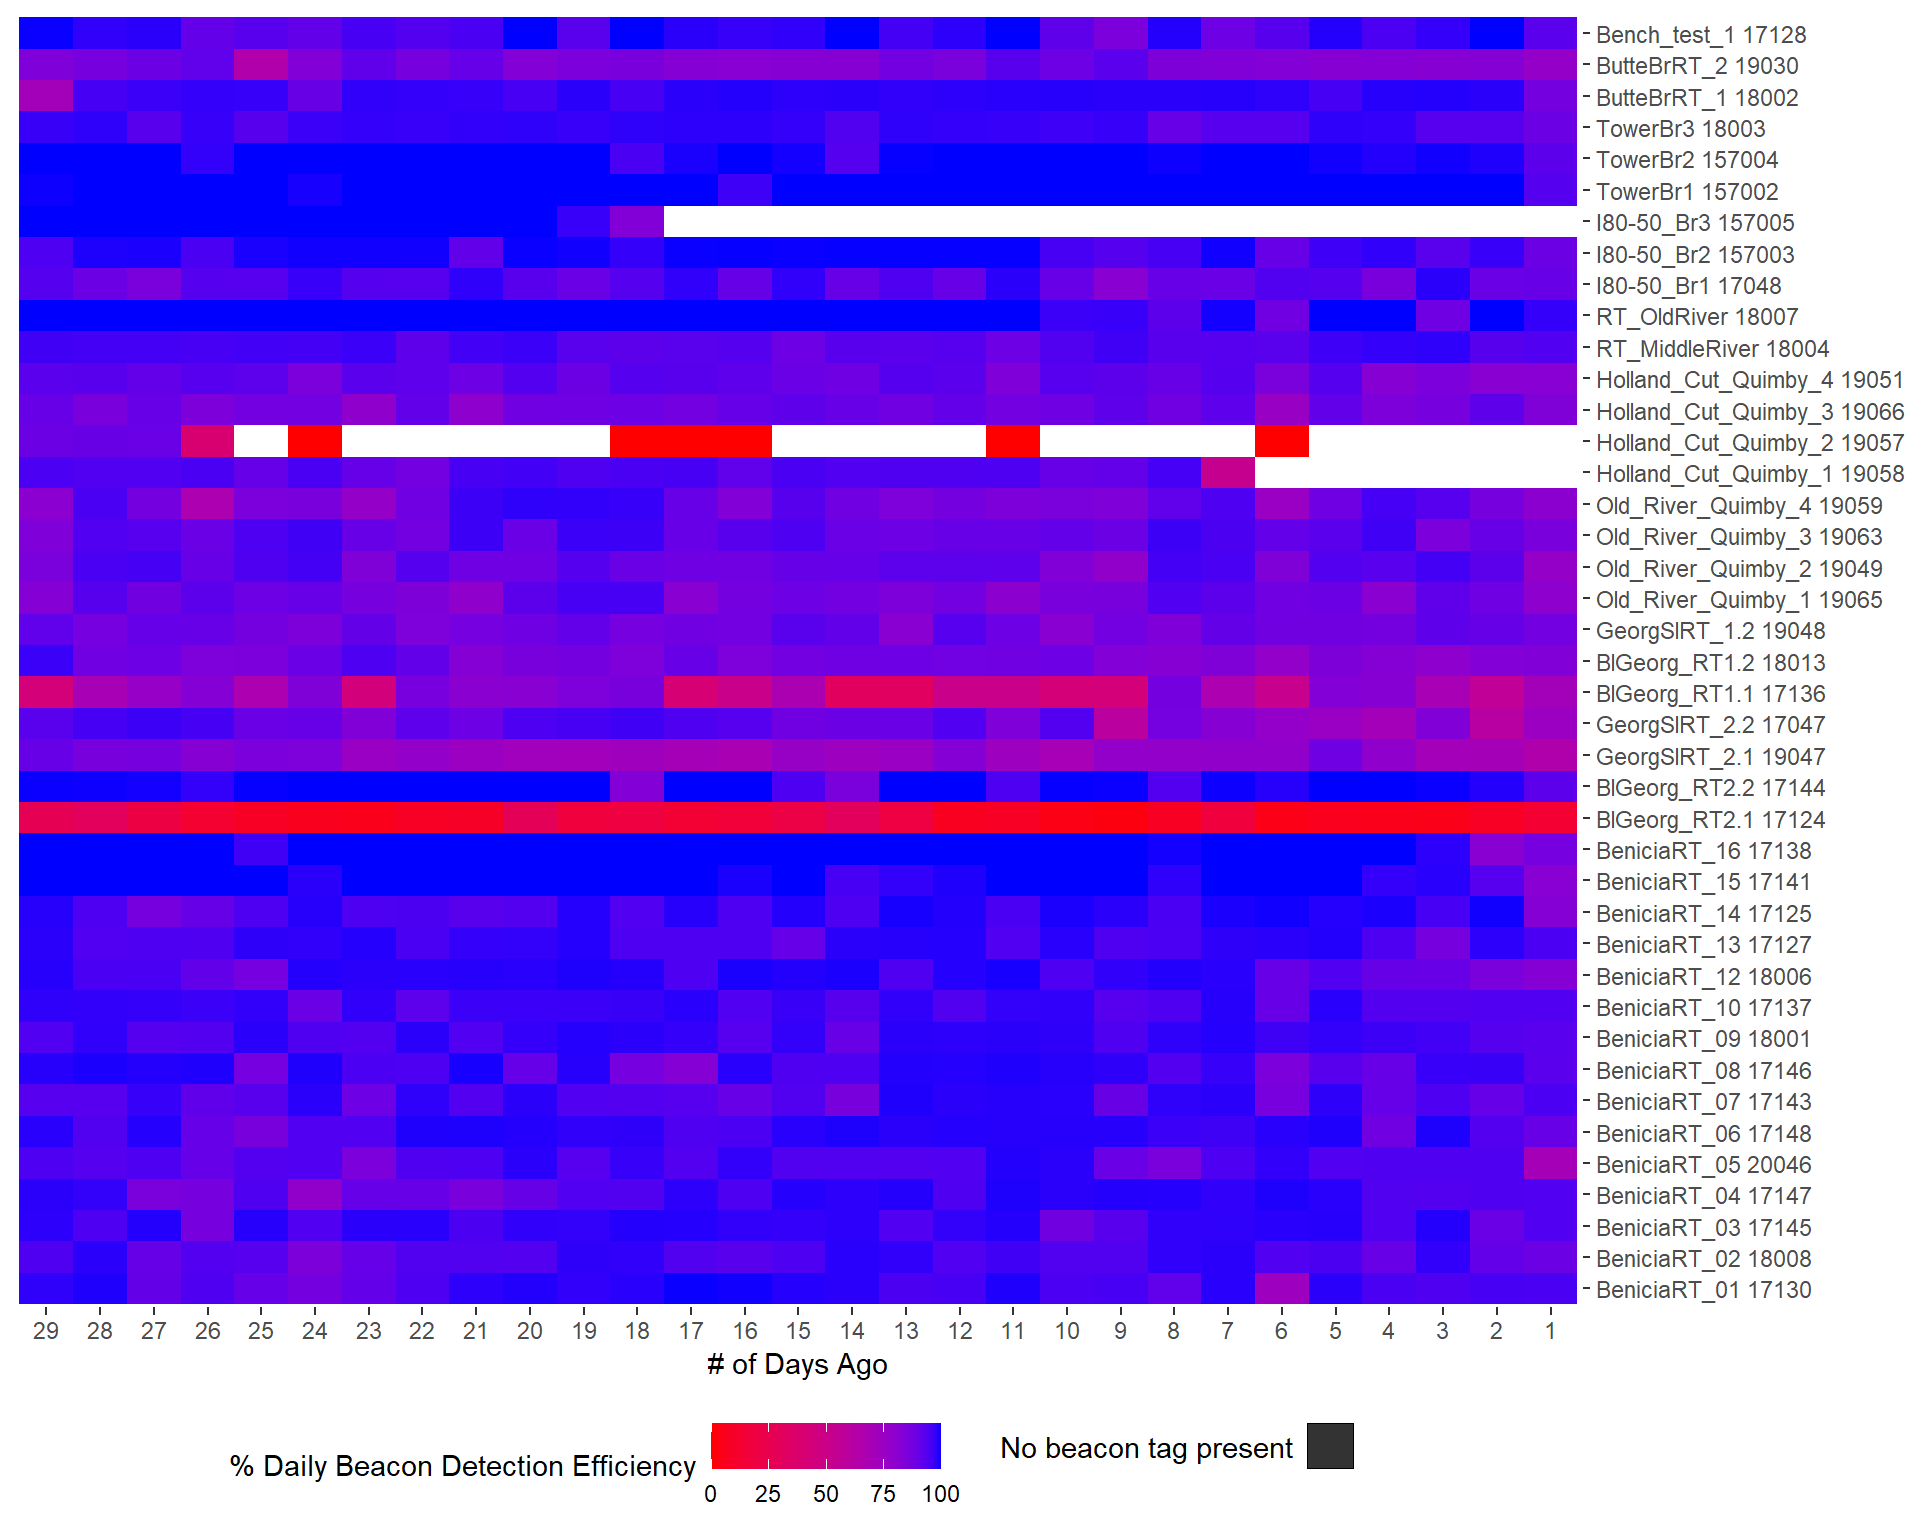 Bench_test_1 17128
ButteBrRT_2 19030
ButteBrRT_1 18002
TowerBr3 18003
TowerBr2 157004
TowerBr1 157002
I80-50_Br3 157005
I80-50_Br2 157003
I80-50_Br1 17048
RT_OldRiver 18007
RT_MiddleRiver 18004
Holland_Cut_Quimby_4 19051
Holland_Cut_Quimby_3 19066
Holland_Cut_Quimby_2 19057
Holland_Cut_Quimby_1 19058
Old_River_Quimby_4 19059
Old_River_Quimby_3 19063
Old_River_Quimby_2 19049
Old_River_Quimby_1 19065
GeorgSlRT_1.2 19048
BlGeorg_RT1.2 18013
BlGeorg_RT1.1 17136
GeorgSlRT_2.2 17047
GeorgSlRT_2.1 19047
BlGeorg_RT2.2 17144
BlGeorg_RT2.1 17124
BeniciaRT_16 17138
BeniciaRT_15 17141
BeniciaRT_14 17125
BeniciaRT_13 17127
BeniciaRT_12 18006
BeniciaRT_10 17137
BeniciaRT_09 18001
BeniciaRT_08 17146
BeniciaRT_07 17143
BeniciaRT_06 17148
BeniciaRT_05 20046
BeniciaRT_04 17147
BeniciaRT_03 17145
BeniciaRT_02 18008
BeniciaRT_01 17130
29 28 27 26 25 24 23 22 21 20 19 18 17 16 15 14 13 12 11 10 9 8 7 6 5 4 3 2 1
# of Days Ago
% Daily Beacon Detection Efficiency
0 25 50 75 100
No beacon tag present